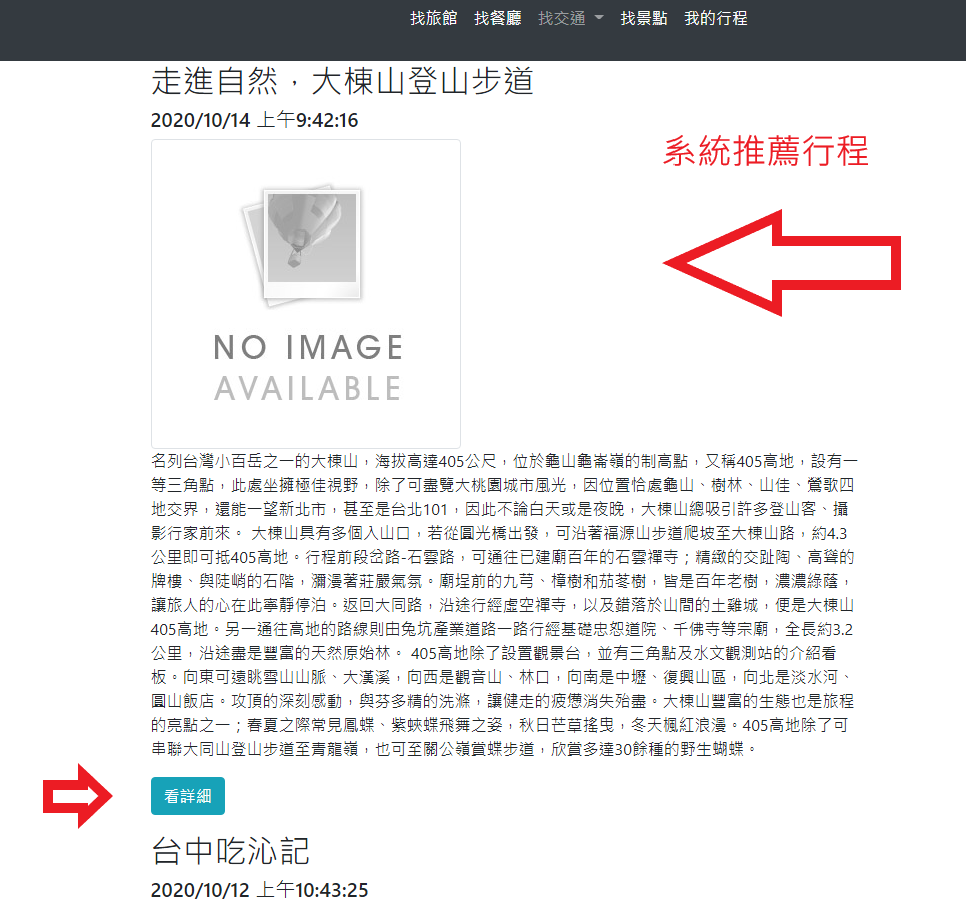 找旅館 找餐廳 找交通 找景點 我的行程
走進自然，大棟山登山步道
2020/10/14 上午9:42:16
系統推薦行程
NO IMAGE
AVAILABLE
名列台灣小百岳之一的大棟山，海拔高達405公尺，位於龜山龜崙嶺的制高點，又稱405高地，設有一
等三角點，此處坐擁極佳視野，除了可盡覽大桃園城市風光，因位置恰處龜山、樹林、山佳、鶯歌四
地交界，還能一望新北市，甚至是台北101，因此不論白天或是夜晚，大棟山總吸引許多登山客、攝
影行家前來。 大棟山具有多個入山口，若從圓光橋出發，可沿著福源山步道爬坡至大棟山路，約4.3
公里即可抵405高地。行程前段岔路-石雲路，可通往已建廟百年的石雲禪寺；精緻的交趾陶、高聳的
牌樓、與陡峭的石階，瀰漫著莊嚴氣氛。廟埕前的九芎、樟樹和茄苳樹，皆是百年老樹，濃濃綠蔭，
讓旅人的心在此寧靜停泊。返回大同路，沿途行經虛空禪寺，以及錯落於山間的土雞城，便是大棟山
405高地。另一通往高地的路線則由兔坑產業道路一路行經基礎忠恕道院、千佛寺等宗廟，全長約3.2
公里，沿途盡是豐富的天然原始林。 405高地除了設置觀景台，並有三角點及水文觀測站的介紹看
板。向東可遠眺雪山山脈、大漢溪，向西是觀音山、林口，向南是中壢、復興山區，向北是淡水河、
圓山飯店。攻頂的深刻感動，與芬多精的洗滌，讓健走的疲憊消失殆盡。大棟山豐富的生態也是旅程
的亮點之一；春夏之際常見鳳蝶、紫蛺蝶飛舞之姿，秋日芒草搖曳，冬天楓紅浪漫。405高地除了可
串聯大同山登山步道至青龍嶺，也可至關公嶺賞蝶步道，欣賞多達30餘種的野生蝴蝶。
看詳細
台中吃沁記
2020/10/12 上午10:43:25